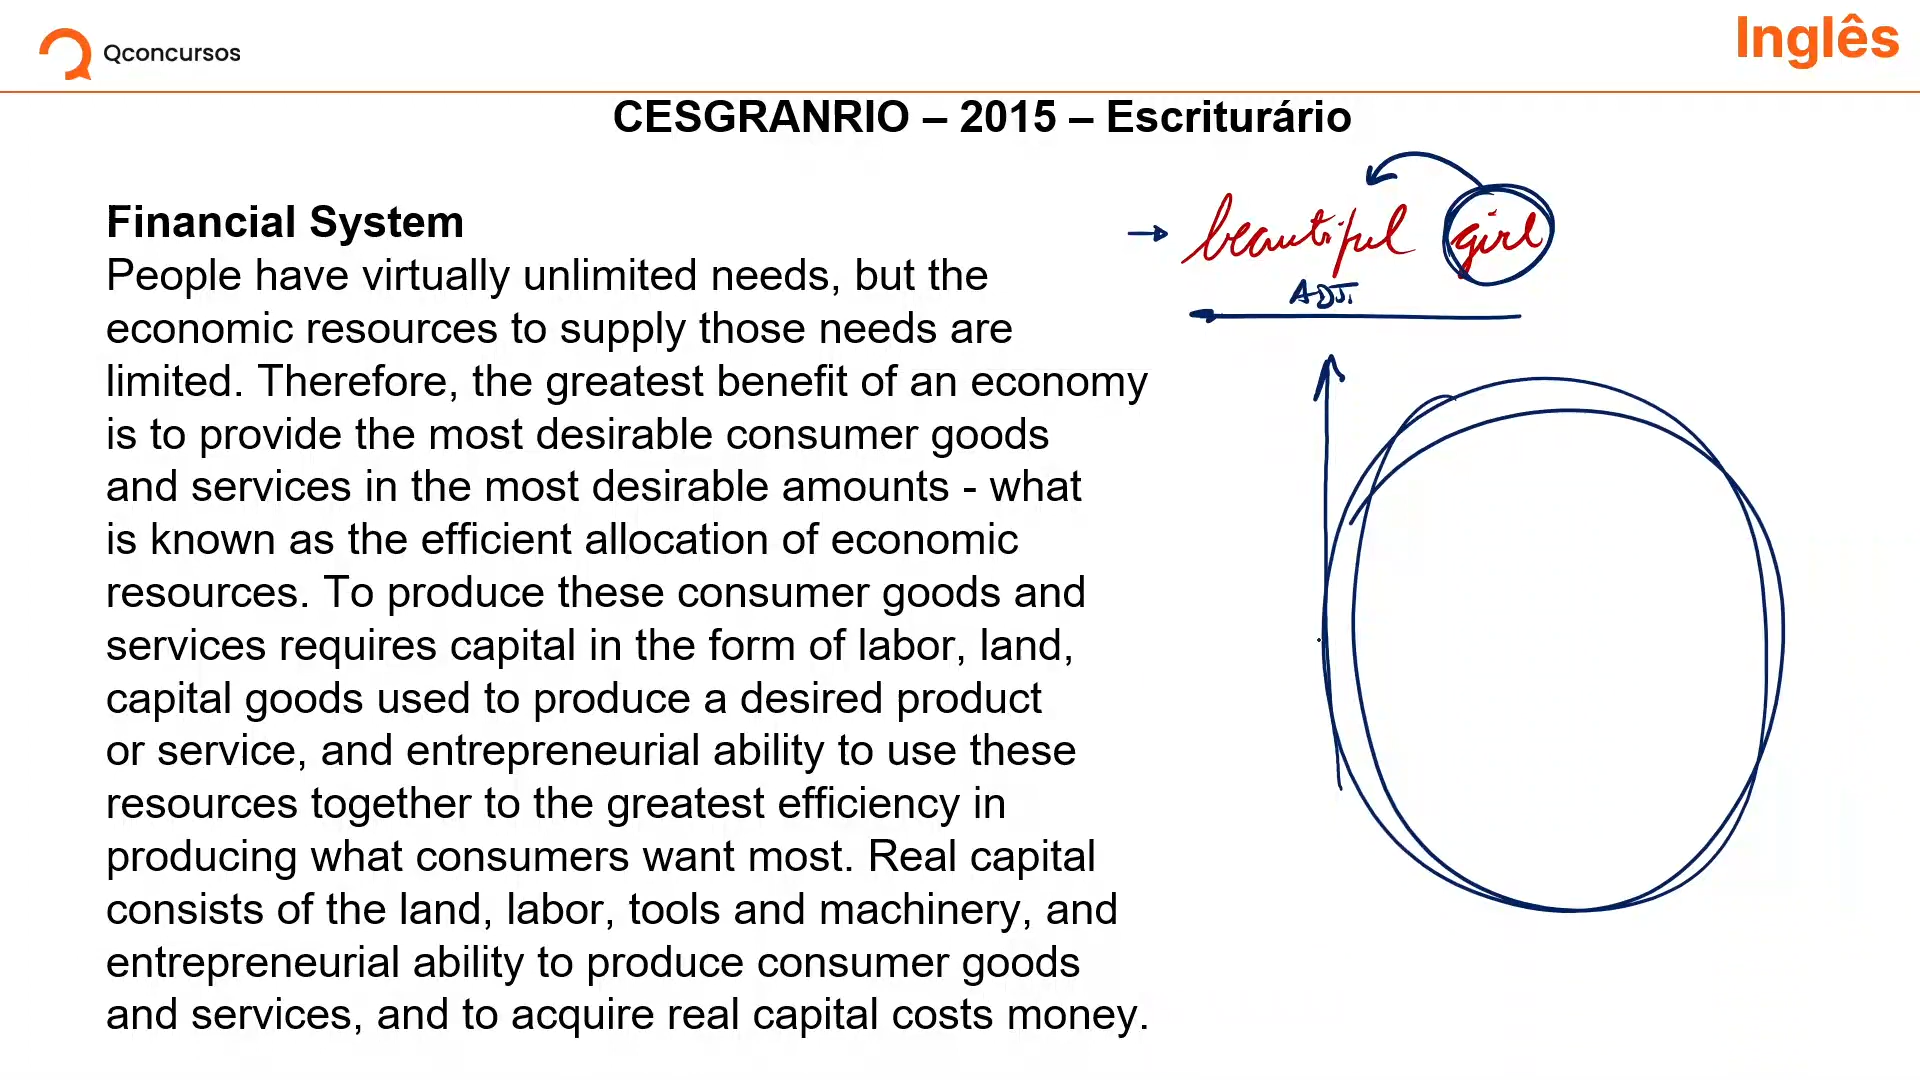 Qconcursos
Inglês
CESGRANRIO – 2015 – Escriturário
beautiful girl
ADJ.
Financial System
People have virtually unlimited needs, but the
economic resources to supply those needs are
limited. Therefore, the greatest benefit of an economy
is to provide the most desirable consumer goods
and services in the most desirable amounts - what
is known as the efficient allocation of economic
resources. To produce these consumer goods and
services requires capital in the form of labor, land,
capital goods used to produce a desired product
or service, and entrepreneurial ability to use these
resources together to the greatest efficiency in
producing what consumers want most. Real capital
consists of the land, labor, tools and machinery, and
entrepreneurial ability to produce consumer goods
and services, and to acquire real capital costs money.